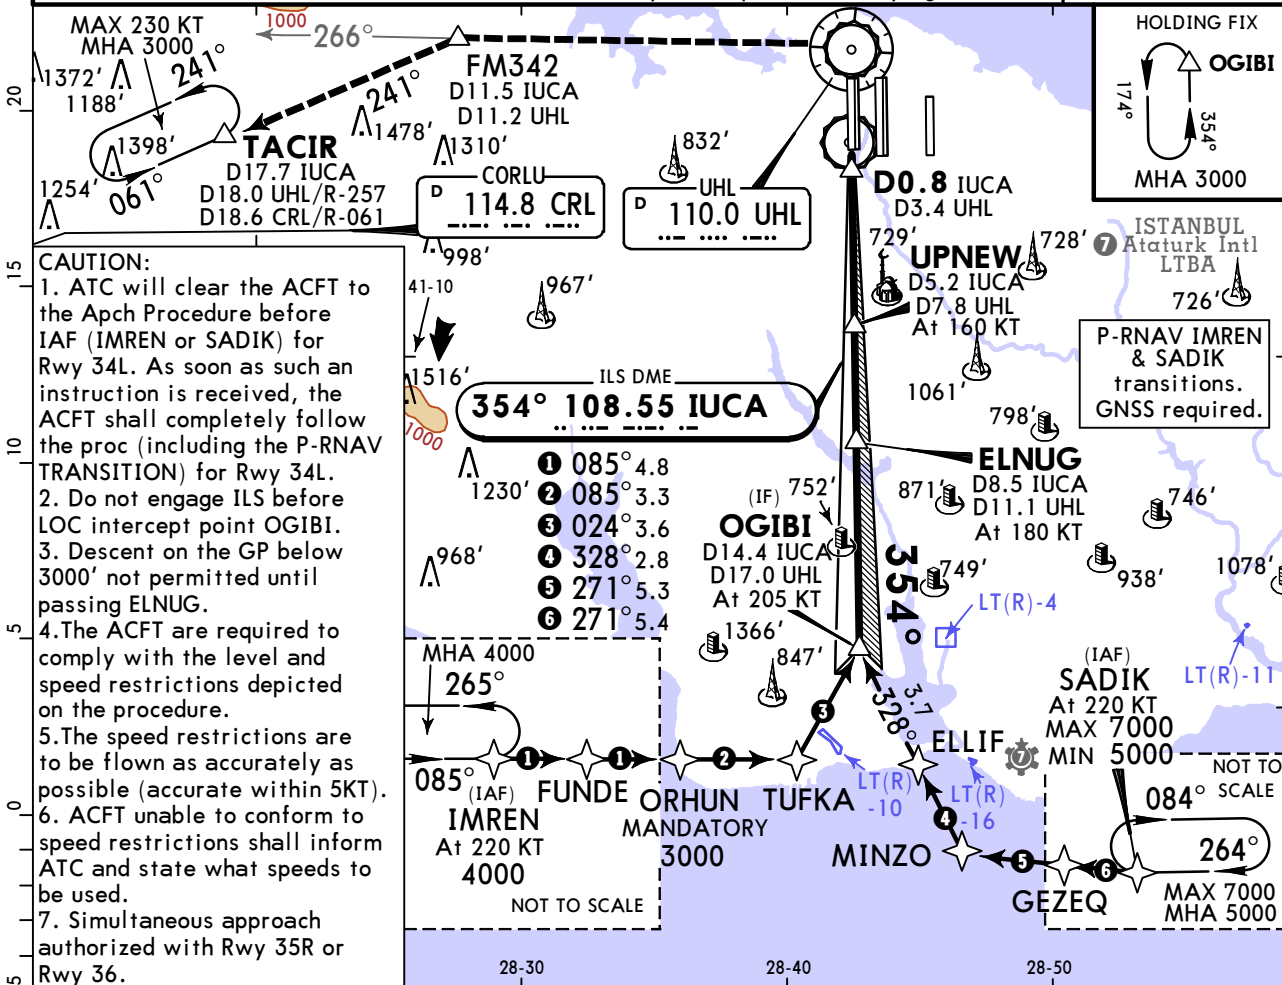 1000
MAX 230 KT
MHA 3000
241°
266°
1372'
1188'
1398'
1254'
061°
TACIR
D17.7 IUCA
D18.0 UHL/R-257
D18.6 CRL/R-061
241°
1478'
FM342
D11.5 IUCA
D11.2 UHL
1310'
CORLU
D
114.8 CRL
998'
832'
UHL
D
110.0 UHL
D0.8 IUCA
D3.4 UHL
729'
UPNEW
D5.2 IUCA
D7.8 UHL
At 160 KT
728'
HOLDING FIX
OGIBI
174°
354°
MHA 3000
ISTANBUL
7 Ataturk Intl
LTBA
726'
P-RNAV IMREN
& SADIK
transitions.
GNSS required.
CAUTION:
1. ATC will clear the ACFT to
the Apch Procedure before
IAF (IMREN or SADIK) for
Rwy 34L. As soon as such an
instruction is received, the
ACFT shall completely follow
the proc (including the P-RNAV
TRANSITION) for Rwy 34L.
2. Do not engage ILS before
LOC intercept point OGIBI.
3. Descent on the GP below
3000' not permitted until
passing ELNUG.
4.The ACFT are required to
comply with the level and
speed restrictions depicted
on the procedure.
5.The speed restrictions are
to be flown as accurately as
possible (accurate within 5KT).
6. ACFT unable to conform to
speed restrictions shall inform
ATC and state what speeds to
be used.
7. Simultaneous approach
authorized with Rwy 35R or
Rwy 36.
41-10
967'
1516'
1000
ILS DME
354° 108.55 IUCA
1 085° 4.8
2 085° 3.3
3 024° 3.6
4 328° 2.8
5 271° 5.3
6 271° 5.4
1230'
968'
1061'
798'
ELNUG
D8.5 IUCA
D11.1 UHL
At 180 KT
871'
746'
749'
938'
1078'
(IF)
752'
OGIBI
D14.4 IUCA
D17.0 UHL
At 205 KT
354°
1366'
847'
LT(R)-4
LT(R)-11
3.7
328°
3
MHA 4000
265°
085°
1
1
2
(IAF)
IMREN
At 220 KT
4000
FUNDE
ORHUN
MANDATORY
3000
TUFKA
NOT TO SCALE
LT(R)
-10
ELLIF
LT(R)
-16
7
4
MINZO
5
GEZEQ
6
(IAF)
SADIK
At 220 KT
MAX 7000
MIN 5000
NOT TO
SCALE
084°
264°
MAX 7000
MHA 5000
20
15
10
5
0
5
28-30
28-40
28-50